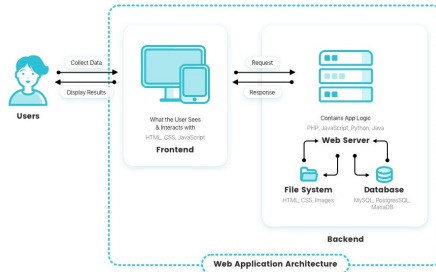 Collect Data
Display Results
Users
What the User Sees
& Interacts with
HTML, CSS, JavaScript
Frontend
Request
Response
Contains App Logic
PHP, JavaScript, Python, Java
Web Server
File System
HTML, CSS, Images
Database
MySQL, PostgresSQL,
MariaDB
Backend
Web Application Architecture